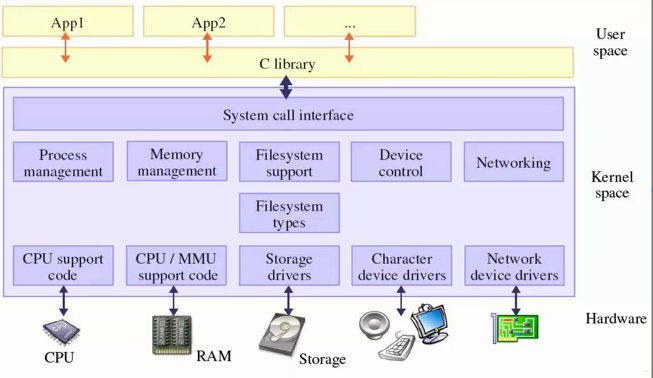 App1
App2
...
User
space
C library
System call interface
Process
management
Memory
management
Filesystem
support
Device
control
Networking
Kernel
space
Filesystem
types
CPU support
code
CPU / MMU
support code
Storage
drivers
Character
device drivers
Network
device drivers
Hardware
CPU
RAM
Storage